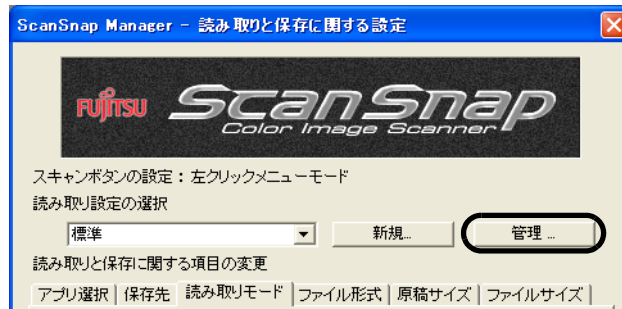 ScanSnap Manager - 読み取りと保存に関する設定
FUJITSU ScanSnap
Color Image Scanner
スキャンボタンの設定：左クリックメニューモード
読み取り設定の選択
標準 新規... 管理 ...
読み取りと保存に関する項目の変更
アプリ選択 保存先 読み取りモード ファイル形式 原稿サイズ ファイルサイズ